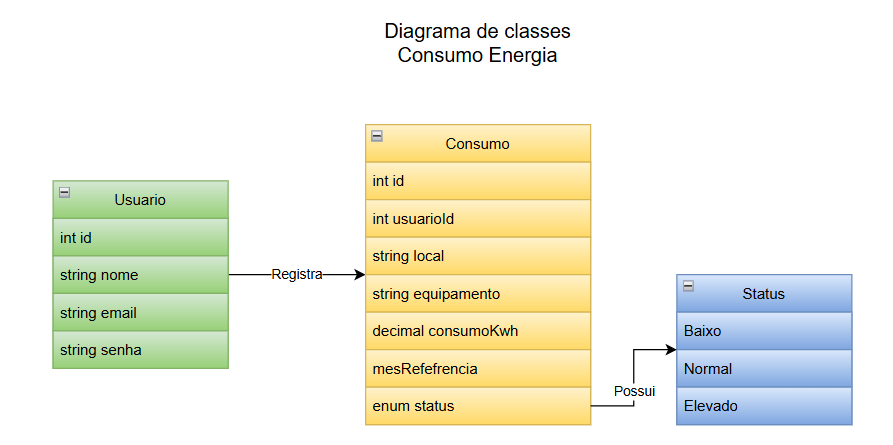 Diagrama de classes
Consumo Energia
Usuario
int id
string nome
string email
string senha
Registra
Consumo
int id
int usuarioId
string local
string equipamento
decimal consumoKwh
mesRefefrencia
enum status
Possui
Status
Baixo
Normal
Elevado